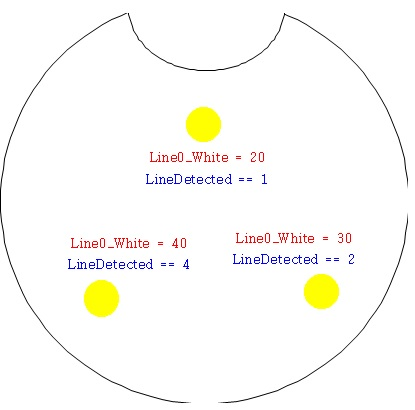 Line0_White = 20
LineDetected == 1
Line0_White = 40
LineDetected == 4
Line0_White = 30
LineDetected == 2